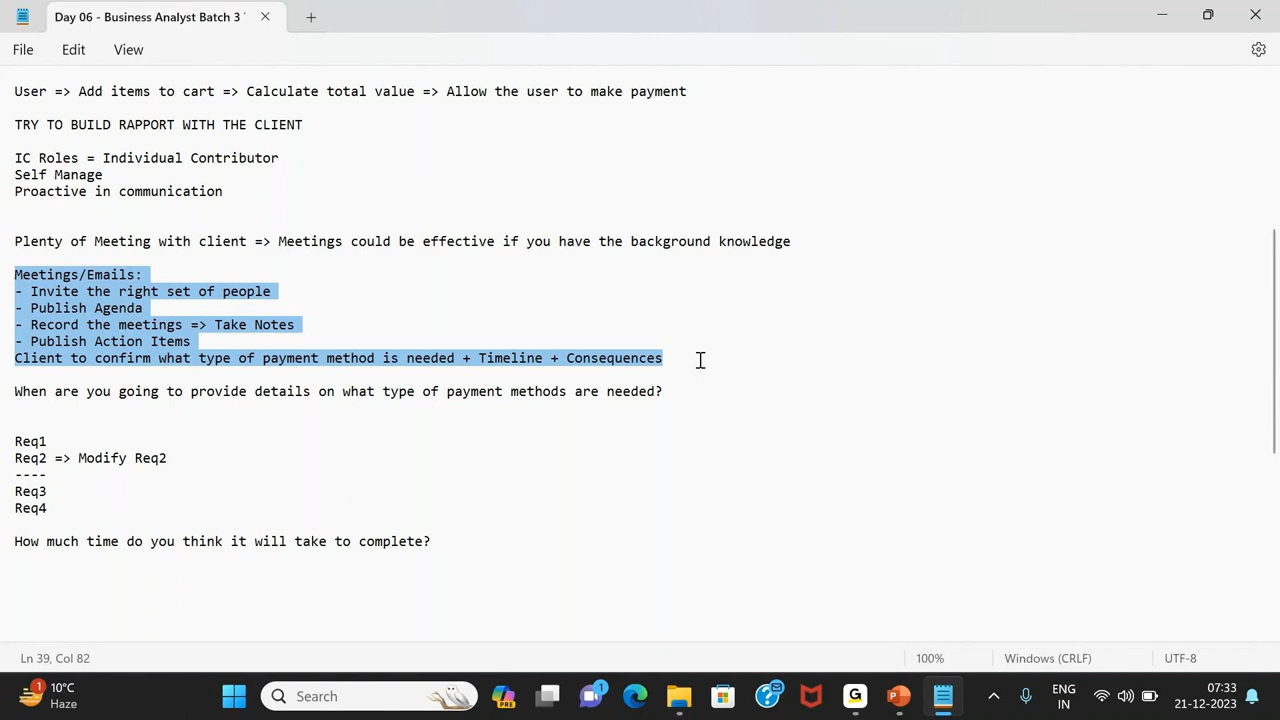 Day 06 - Business Analyst Batch 3
File Edit View
User => Add items to cart => Calculate total value => Allow the user to make payment
TRY TO BUILD RAPPORT WITH THE CLIENT
IC Roles = Individual Contributor
Self Manage
Proactive in communication
Plenty of Meeting with client => Meetings could be effective if you have the background knowledge
Meetings/Emails:
- Invite the right set of people
- Publish Agenda
- Record the meetings => Take Notes
- Publish Action Items
Client to confirm what type of payment method is needed + Timeline + Consequences
When are you going to provide details on what type of payment methods are needed?
Req1
Req2 => Modify Req2
----
Req3
Req4
How much time do you think it will take to complete?
Ln 39, Col 82 100% Windows (CRLF) UTF-8
1 10°C Haze Search PRE 1 ENG IN 07:33 21-12-2023